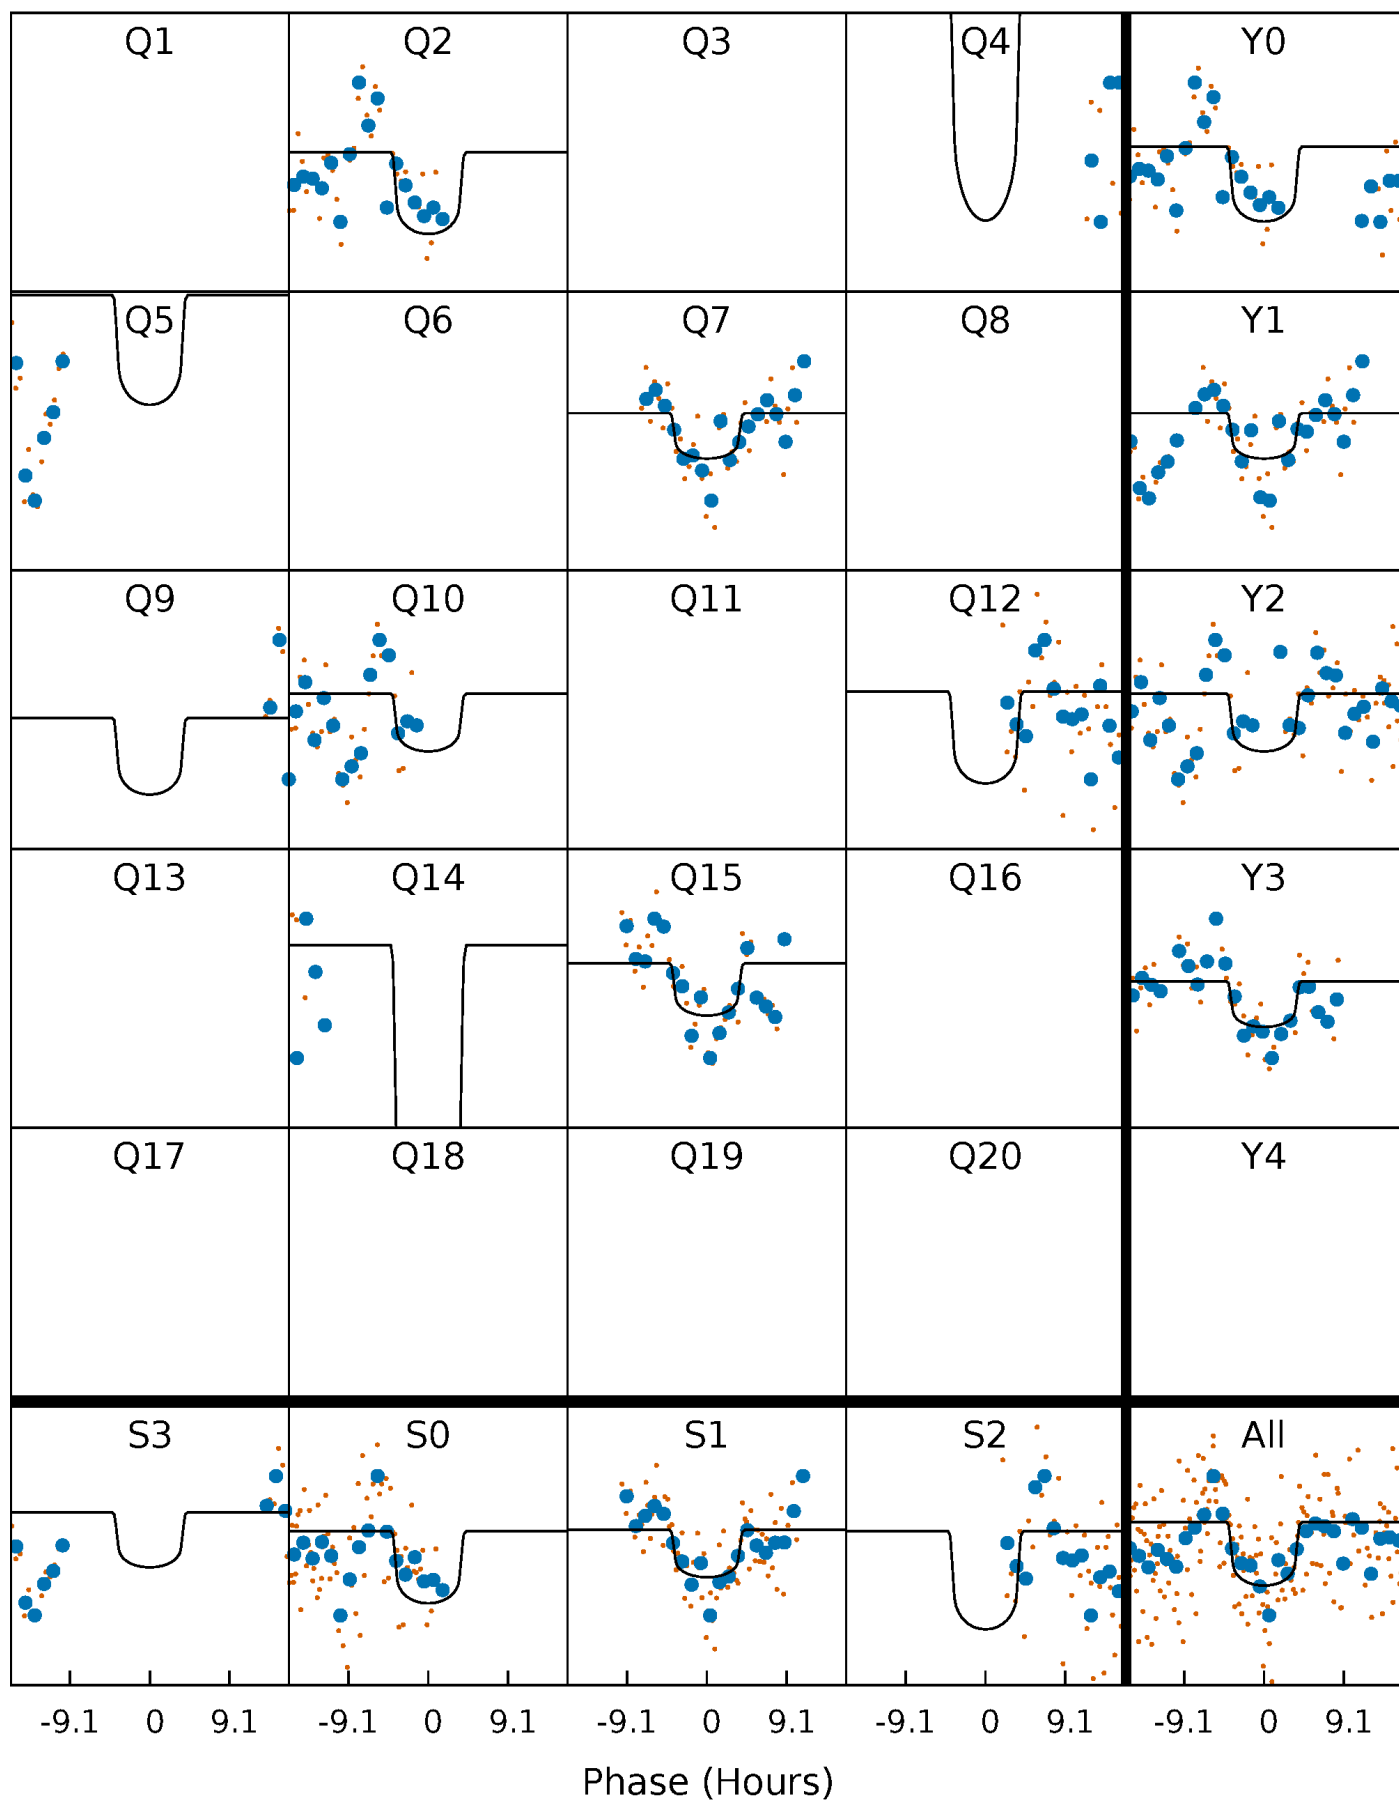 Q1 Q2 Q3 Q4 Y0
Q5 Q6 Q7 Q8 Y1
Q9 Q10 Q11 Q12 Y2
Q13 Q14 Q15 Q16 Y3
Q17 Q18 Q19 Q20 Y4
S3 S0 S1 S2 All
-9.1 0 9.1 -9.1 0 9.1 -9.1 0 9.1 -9.1 0 9.1 -9.1 0 9.1
Phase (Hours)